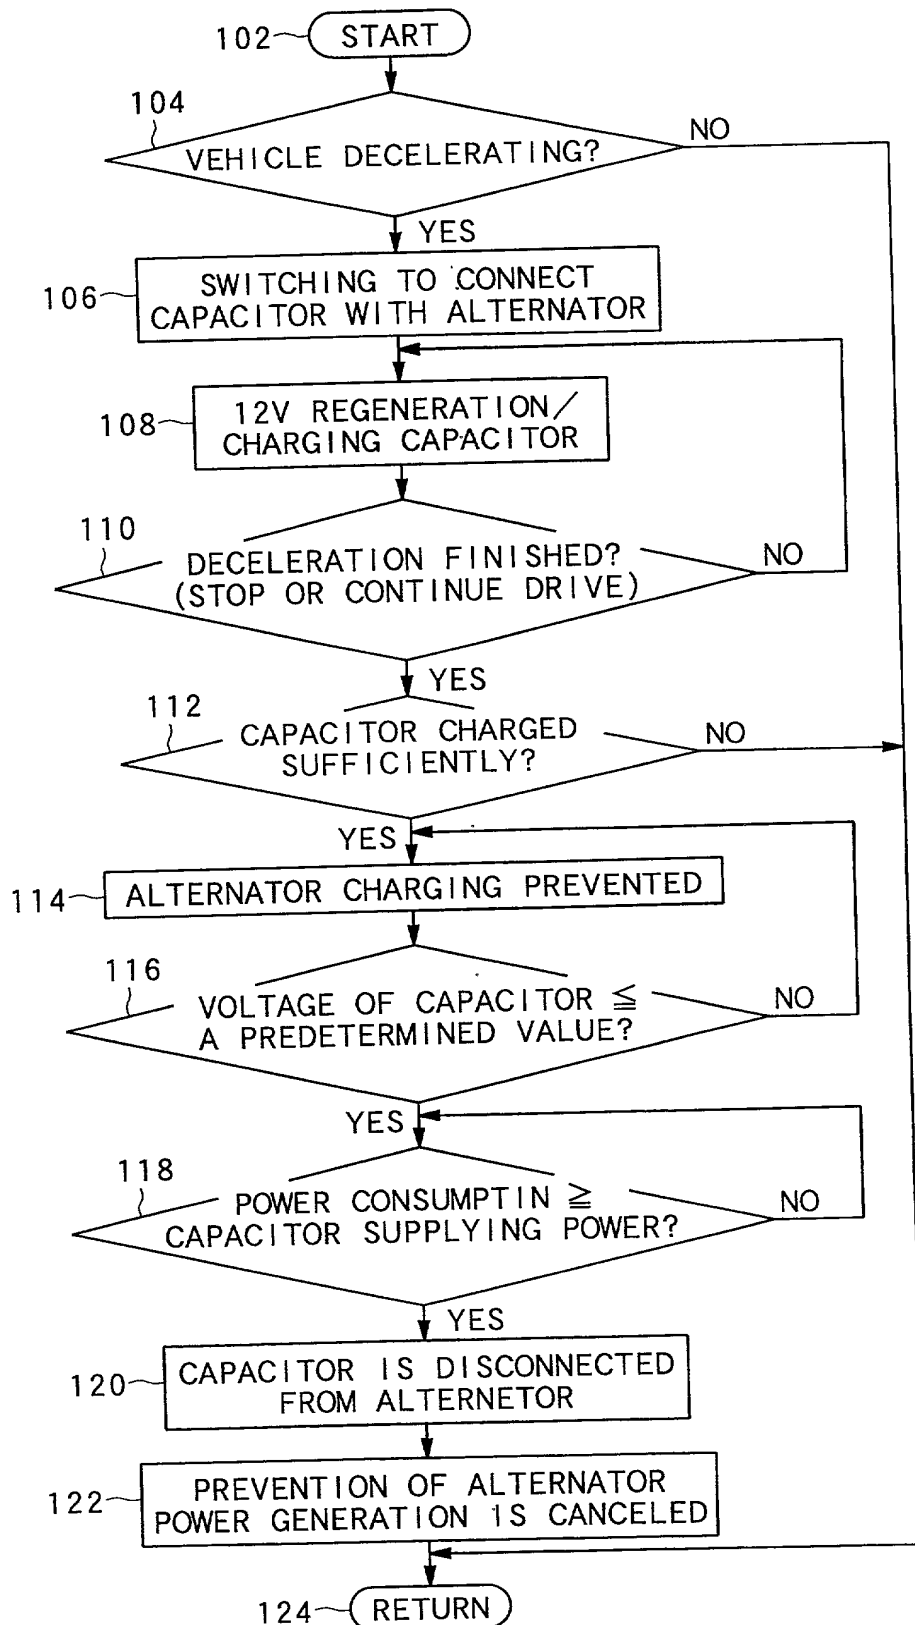 102
START
104
VEHICLE DECELERATING?
NO
YES
106
SWITCHING TO CONNECT
CAPACITOR WITH ALTERNATOR
108
12V REGENERATION/
CHARGING CAPACITOR
110
DECELERATION FINISHED?
(STOP OR CONTINUE DRIVE)
NO
YES
112
CAPACITOR CHARGED
SUFFICIENTLY?
NO
YES
114
ALTERNATOR CHARGING PREVENTED
116
VOLTAGE OF CAPACITOR ≦
A PREDETERMINED VALUE?
NO
YES
118
POWER CONSUMPTIN ≧
CAPACITOR SUPPLYING POWER?
NO
YES
120
CAPACITOR IS DISCONNECTED
FROM ALTERNETOR
122
PREVENTION OF ALTERNATOR
POWER GENERATION IS CANCELED
124
RETURN